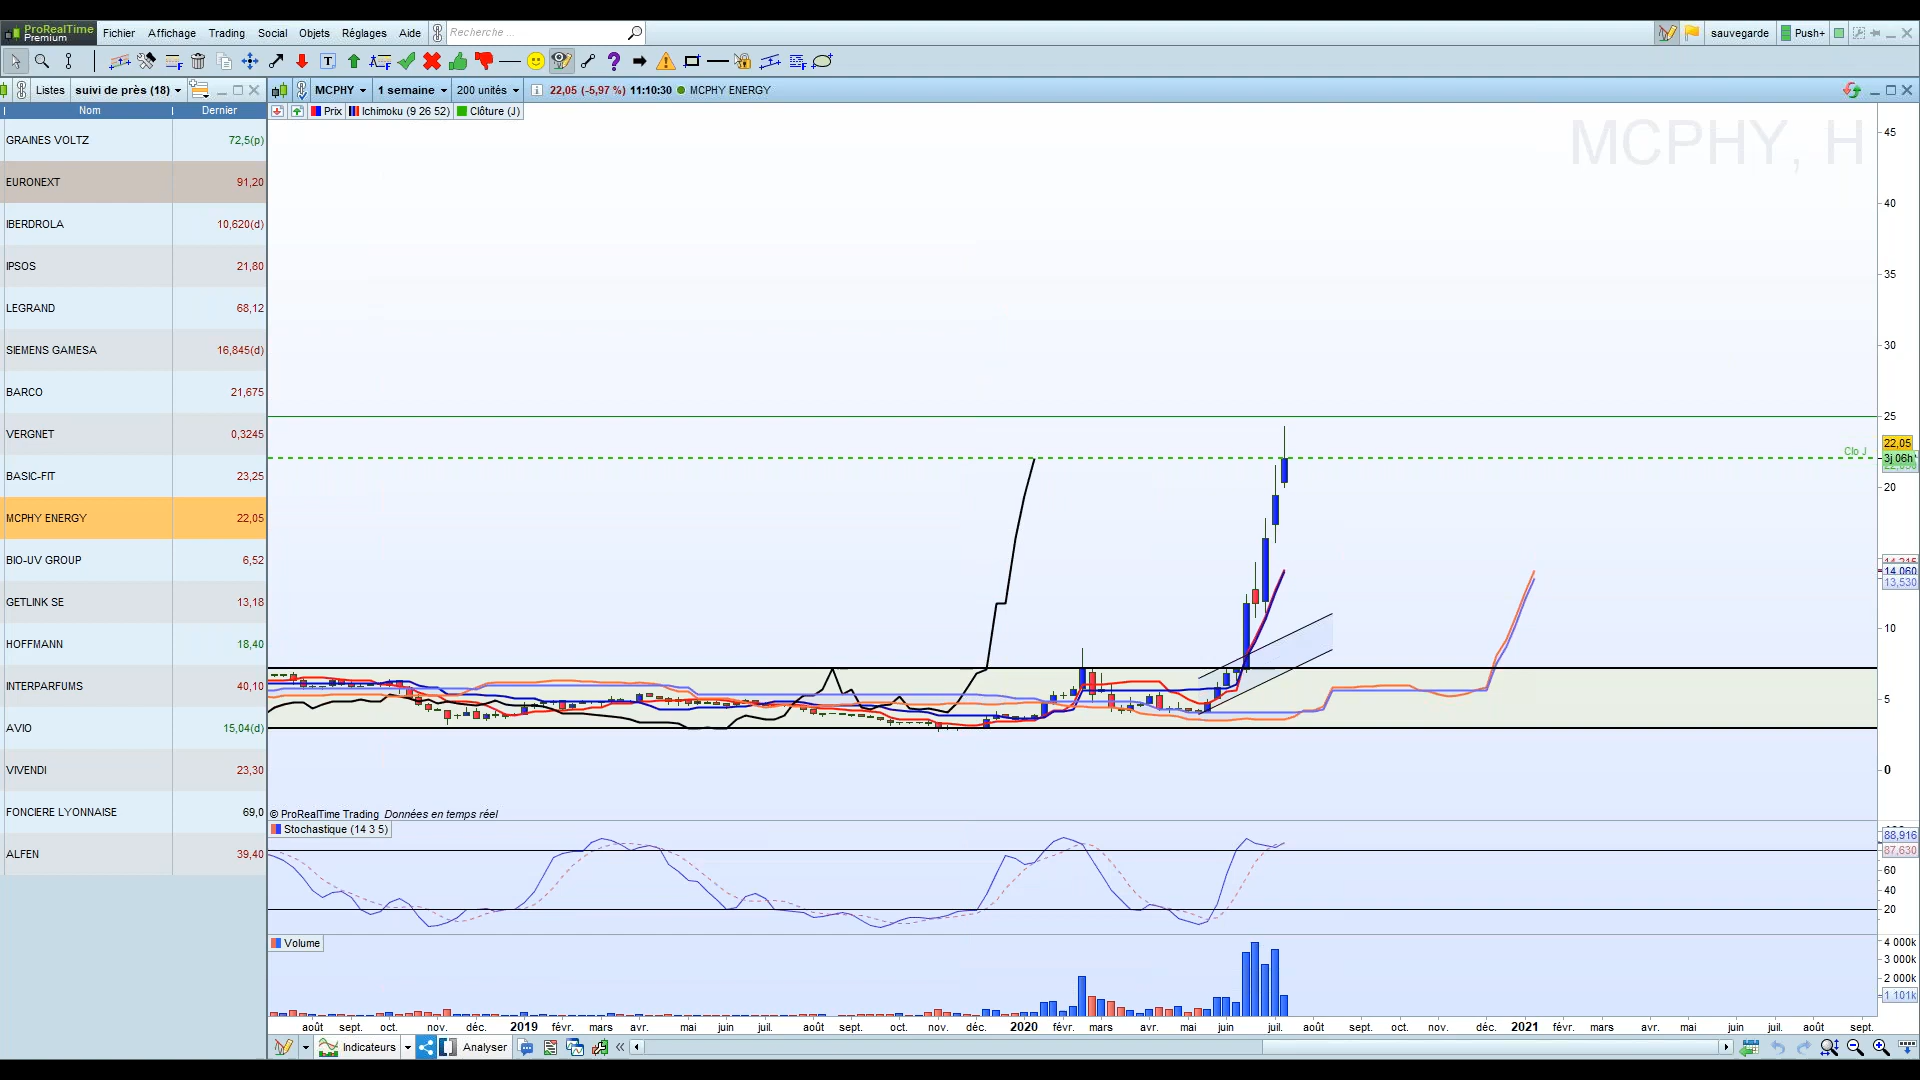 ProRealTime
Premium
Fichier Affichage Trading Social Objets Réglages Aide Recherche ... sauvegarde Push+
Listes suivi de près (18) MCPHY 1 semaine 200 unités 22,05 (-5,97 %) 11:10:30 MCPHY ENERGY
Nom Dernier
Prix Ichimoku (9 26 52) Clôture (J)
MCPHY, H
GRAINES VOLTZ 72,5(p)
EURONEXT 91,20
IBERDROLA 10,620(d)
IPSOS 21,80
LEGRAND 68,12
SIEMENS GAMESA 16,845(d)
BARCO 21,675
VERGNET 0,3245
BASIC-FIT 23,25
MCPHY ENERGY 22,05
BIO-UV GROUP 6,52
GETLINK SE 13,18
HOFFMANN 18,40
INTERPARFUMS 40,10
AVIO 15,04(d)
VIVENDI 23,30
FONCIERE LYONNAISE 69,0
ALFEN 39,40
45
40
35
30
25
22,05
Clo J
3j 06h
20
14,060
13,530
10
5
0
© ProRealTime Trading Données en temps réel
Stochastique (14 3 5)
88,916
87,630
60
40
20
Volume
4 000k
3 000k
2 000k
1 101k
août sept. oct. nov. déc. 2019 févr. mars avr. mai juin juil. août sept. oct. nov. déc. 2020 févr. mars avr. mai juin juil. août sept. oct. nov. déc. 2021 févr. mars avr. mai juin juil. août sept.
Indicateurs Analyser